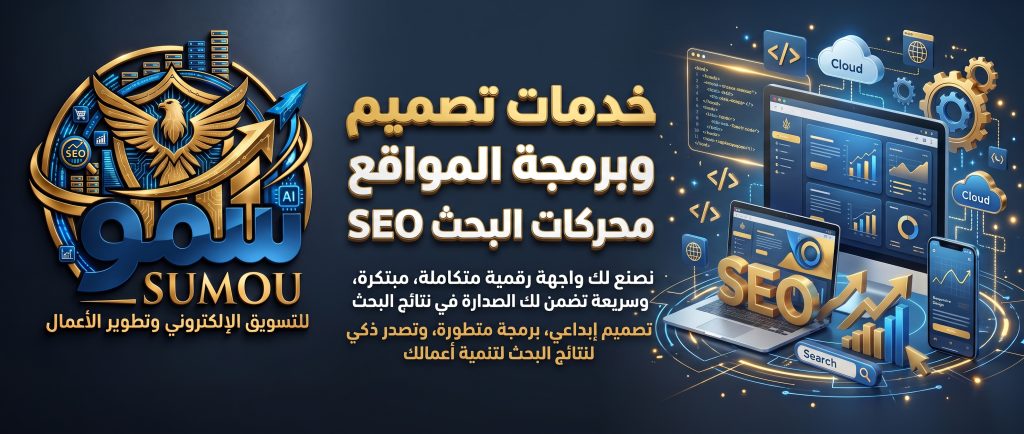 خدمات تصميم
وبرمجة المواقع
محركات البحث SEO
نصنع لك واجهة رقمية متكاملة، مبتكرة،
وسريعة تضمن لك الصدارة في نتائج البحث
تصميم إبداعي، برمجة متطورة، وتصدر ذكي
لنتائج البحث لتنمية أعمالك
SEO
AI
سمو
SUMOU
للتسويق الإلكتروني وتطوير الأعمال
</>
Cloud
</>
</>
Cloud
SEO
Search